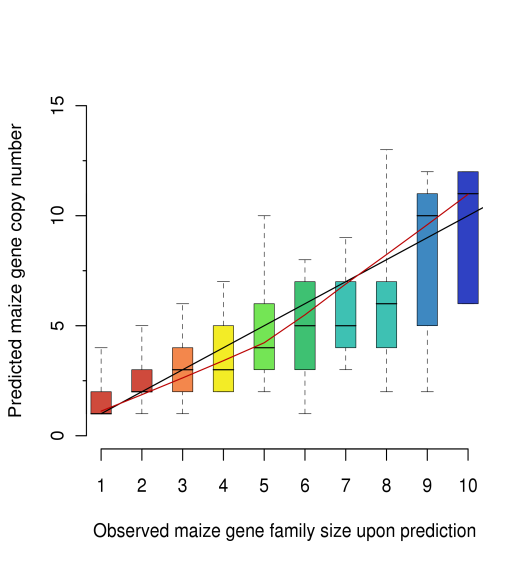 Predicted maize gene copy number
15
10
5
0
1 2 3 4 5 6 7 8 9 10
Observed maize gene family size upon prediction